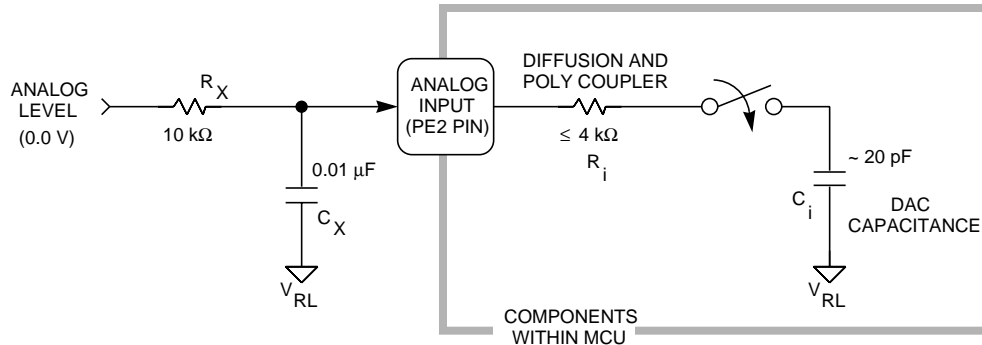 ANALOG
LEVEL
(0.0 V)
R X
10 kΩ
0.01 μF
C X
V RL
ANALOG
INPUT
(PE2 PIN)
DIFFUSION AND
POLY COUPLER
≤ 4 kΩ
R i
~ 20 pF
C i
DAC
CAPACITANCE
V RL
COMPONENTS
WITHIN MCU